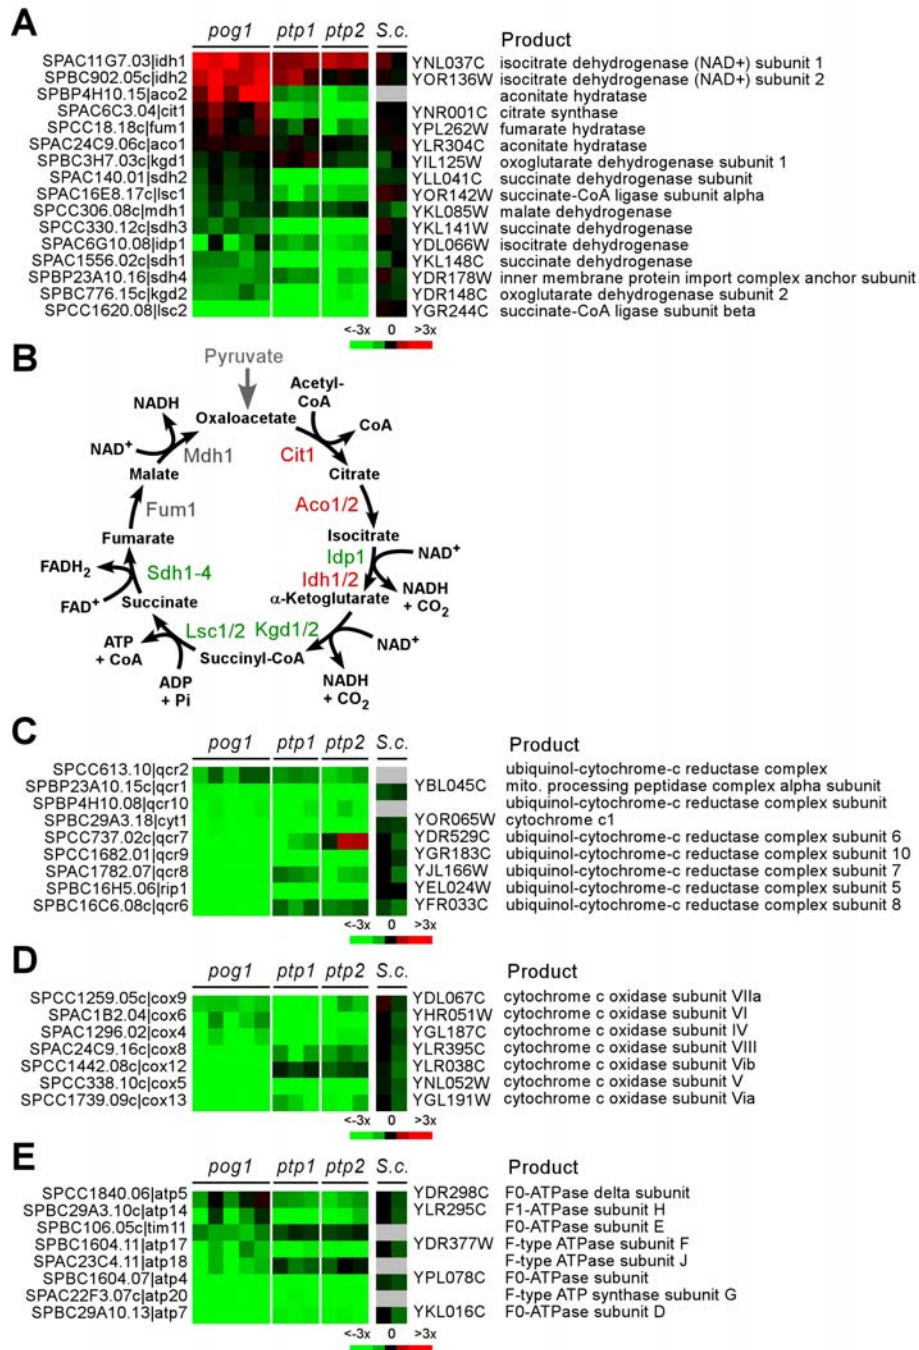 A
pog1 ptp1 ptp2 S.c. Product
SPAC11G7.03|idh1 YNL037C isocitrate dehydrogenase (NAD+) subunit 1
SPBC902.05c|idh2 YOR136W isocitrate dehydrogenase (NAD+) subunit 2
SPBP4H10.15|aco2 aconitate hydratase
SPAC6C3.04|cit1 YNR001C citrate synthase
SPCC18.18c|fum1 YPL262W fumarate hydratase
SPAC24C9.06c|aco1 YLR304C aconitate hydratase
SPBC3H7.03c|kgd1 YIL125W oxoglutarate dehydrogenase subunit 1
SPAC140.01|sdh2 YLL041C succinate dehydrogenase subunit
SPAC16E8.17c|lsc1 YOR142W succinate-CoA ligase subunit alpha
SPCC306.08c|mdh1 YKL085W malate dehydrogenase
SPCC330.12c|sdh3 YKL141W succinate dehydrogenase
SPAC6G10.08|idp1 YDL066W isocitrate dehydrogenase
SPAC1556.02c|sdh1 YKL148C succinate dehydrogenase
SPBP23A10.16|sdh4 YDR178W inner membrane protein import complex anchor subunit
SPBC776.15c|kgd2 YDR148C oxoglutarate dehydrogenase subunit 2
SPCC1620.08|lsc2 YGR244C succinate-CoA ligase subunit beta
<-3x 0 >3x
B
Pyruvate
Acetyl-
CoA
NADH
Oxaloacetate
CoA
NAD+
Mdh1
Cit1
Malate
Citrate
Aco1/2
Fum1
Isocitrate
Fumarate
Idp1
NAD+
FADH2
Sdh1-4
Idh1/2
NADH
+ CO2
α-Ketoglutarate
FAD+
Succinate
Lsc1/2
Kgd1/2
NAD+
ATP
+ CoA
Succinyl-CoA
ADP
+ Pi
NADH
+ CO2
C
pog1 ptp1 ptp2 S.c. Product
SPCC613.10|qcr2 ubiquinol-cytochrome-c reductase complex
SPBP23A10.15c|qcr1 YBL045C mito. processing peptidase complex alpha subunit
SPBP4H10.08|qcr10 ubiquinol-cytochrome-c reductase complex subunit
SPBC29A3.18|cyt1 YOR065W cytochrome c1
SPCC737.02c|qcr7 YDR529C ubiquinol-cytochrome-c reductase complex subunit 6
SPCC1682.01|qcr9 YGR183C ubiquinol-cytochrome-c reductase complex subunit 10
SPAC1782.07|qcr8 YJL166W ubiquinol-cytochrome-c reductase complex subunit 7
SPBC16H5.06|rip1 YEL024W ubiquinol-cytochrome-c reductase complex subunit 5
SPBC16C6.08c|qcr6 YFR033C ubiquinol-cytochrome-c reductase complex subunit 8
<-3x 0 >3x
D
pog1 ptp1 ptp2 S.c. Product
SPCC1259.05c|cox9 YDL067C cytochrome c oxidase subunit VIIa
SPAC1B2.04|cox6 YHR051W cytochrome c oxidase subunit VI
SPAC1296.02|cox4 YGL187C cytochrome c oxidase subunit IV
SPAC24C9.16c|cox8 YLR395C cytochrome c oxidase subunit VIII
SPCC1442.08c|cox12 YLR038C cytochrome c oxidase subunit Vib
SPCC338.10c|cox5 YNL052W cytochrome c oxidase subunit V
SPCC1739.09c|cox13 YGL191W cytochrome c oxidase subunit Via
<-3x 0 >3x
E
pog1 ptp1 ptp2 S.c. Product
SPCC1840.06|atp5 YDR298C F0-ATPase delta subunit
SPBC29A3.10c|atp14 YLR295C F1-ATPase subunit H
SPBC106.05c|tim11 F0-ATPase subunit E
SPBC1604.11|atp17 YDR377W F-type ATPase subunit F
SPAC23C4.11|atp18 F-type ATPase subunit J
SPBC1604.07|atp4 YPL078C F0-ATPase subunit
SPAC22F3.07c|atp20 F-type ATP synthase subunit G
SPBC29A10.13|atp7 YKL016C F0-ATPase subunit D
<-3x 0 >3x